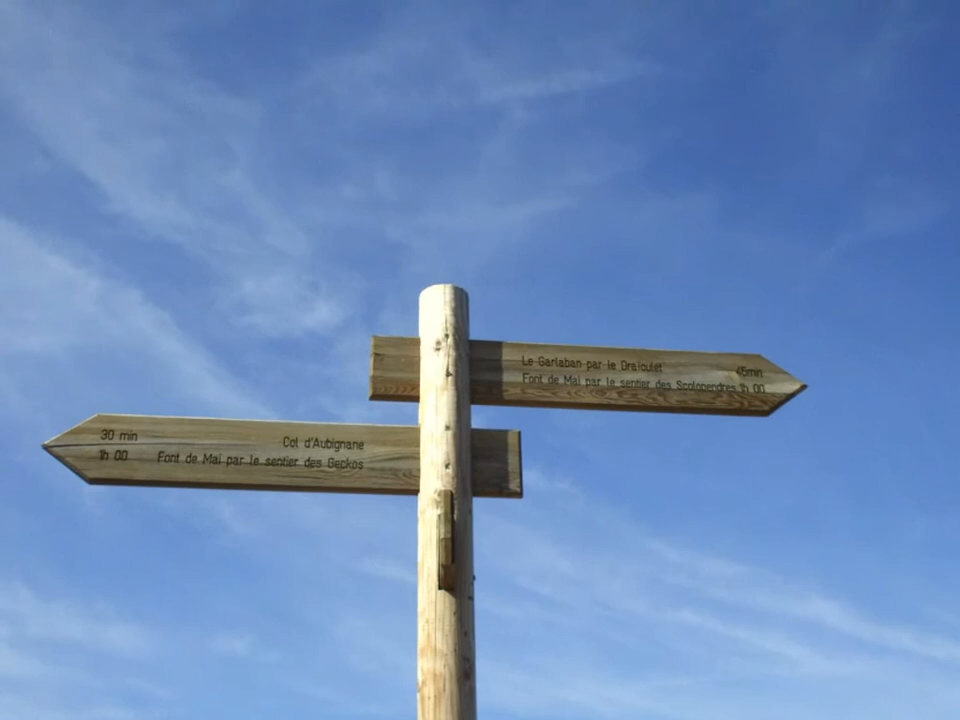 Le Garlaban par le Draïoulet 45min
Font de Mai par le sentier des Scolopendres 1h 00
30 min Col d'Aubignane
1h 00 Font de Mai par le sentier des Geckos